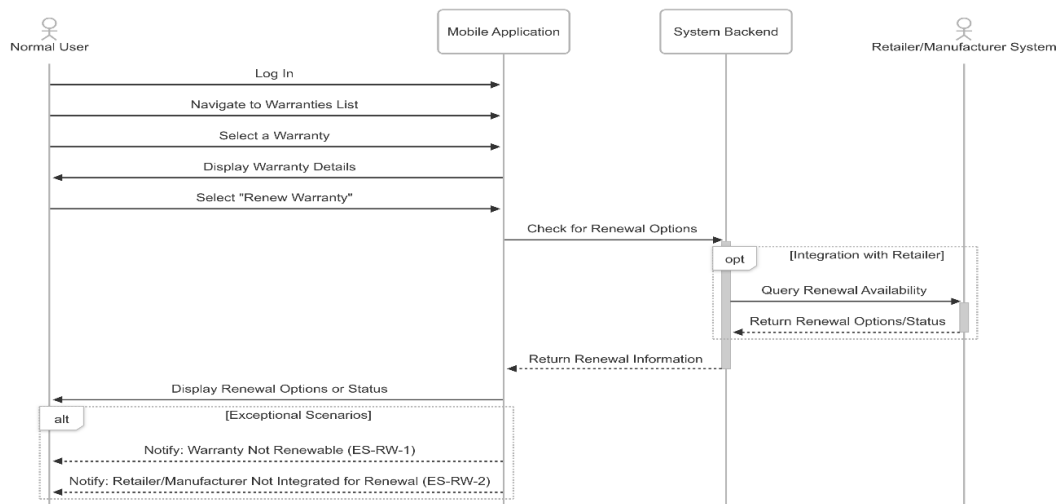 Normal User
Mobile Application
System Backend
Retailer/Manufacturer System
Log In
Navigate to Warranties List
Select a Warranty
Display Warranty Details
Select "Renew Warranty"
Check for Renewal Options
opt
[Integration with Retailer]
Query Renewal Availability
Return Renewal Options/Status
Return Renewal Information
Display Renewal Options or Status
alt
[Exceptional Scenarios]
Notify: Warranty Not Renewable (ES-RW-1)
Notify: Retailer/Manufacturer Not Integrated for Renewal (ES-RW-2)